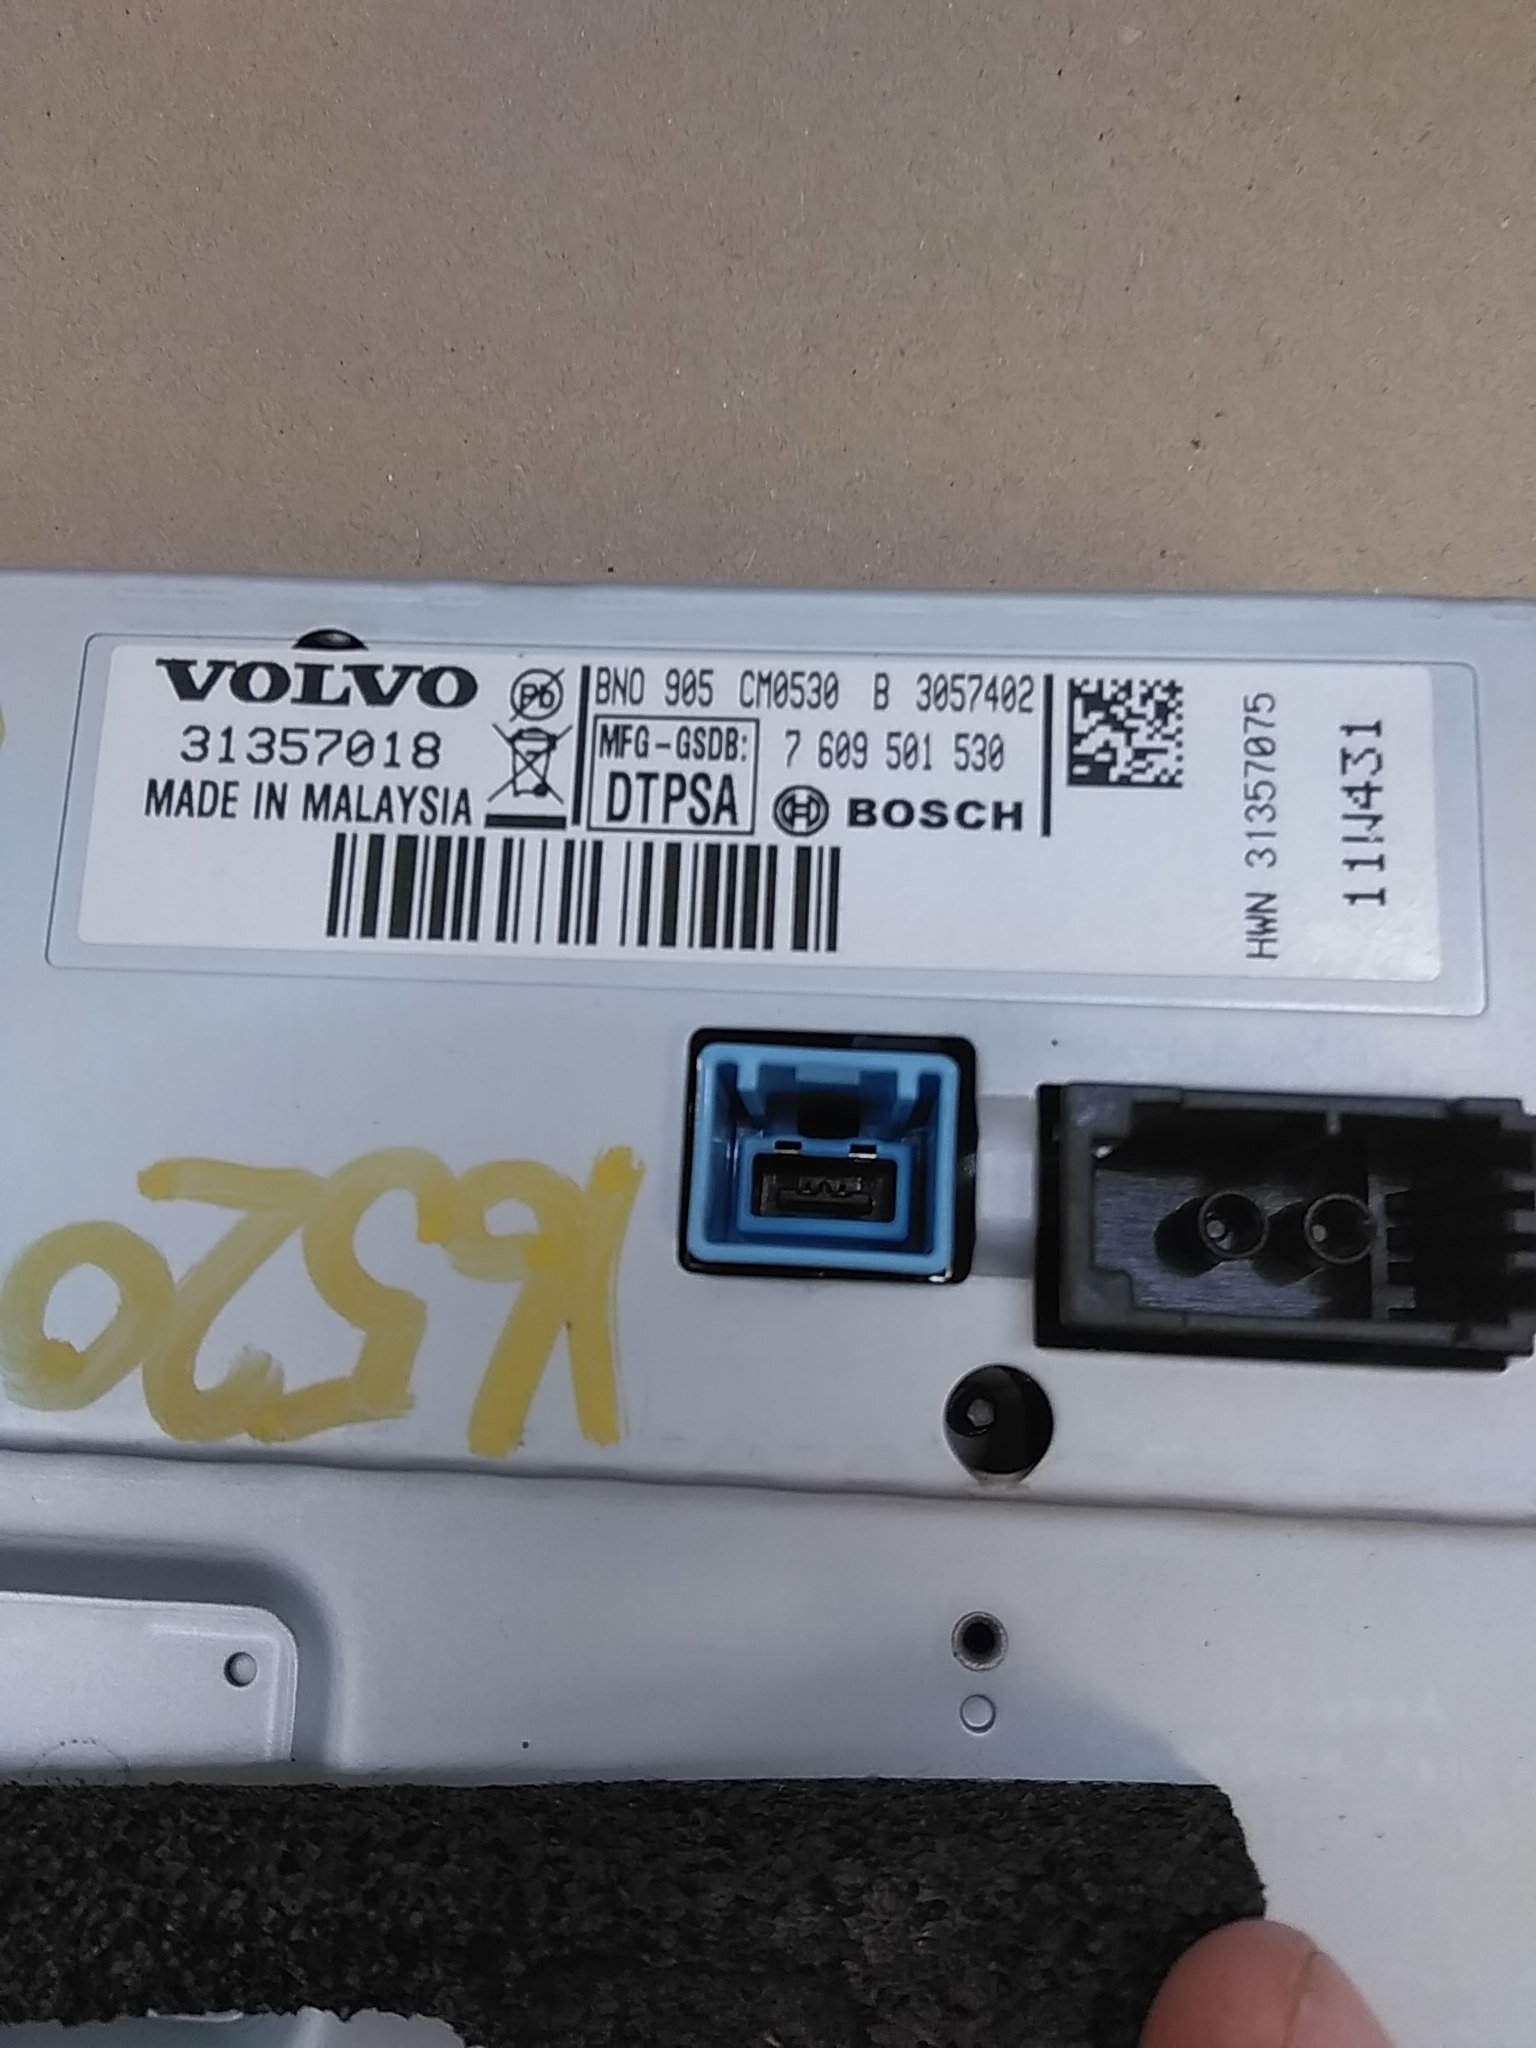 VOLVO
31357018
MADE IN MALAYSIA
Pb
BNO 905 CM0530 B 3057402
MFG-GSDB:
DTPSA
7 609 501 530
BOSCH
HWN 31357075
11W431